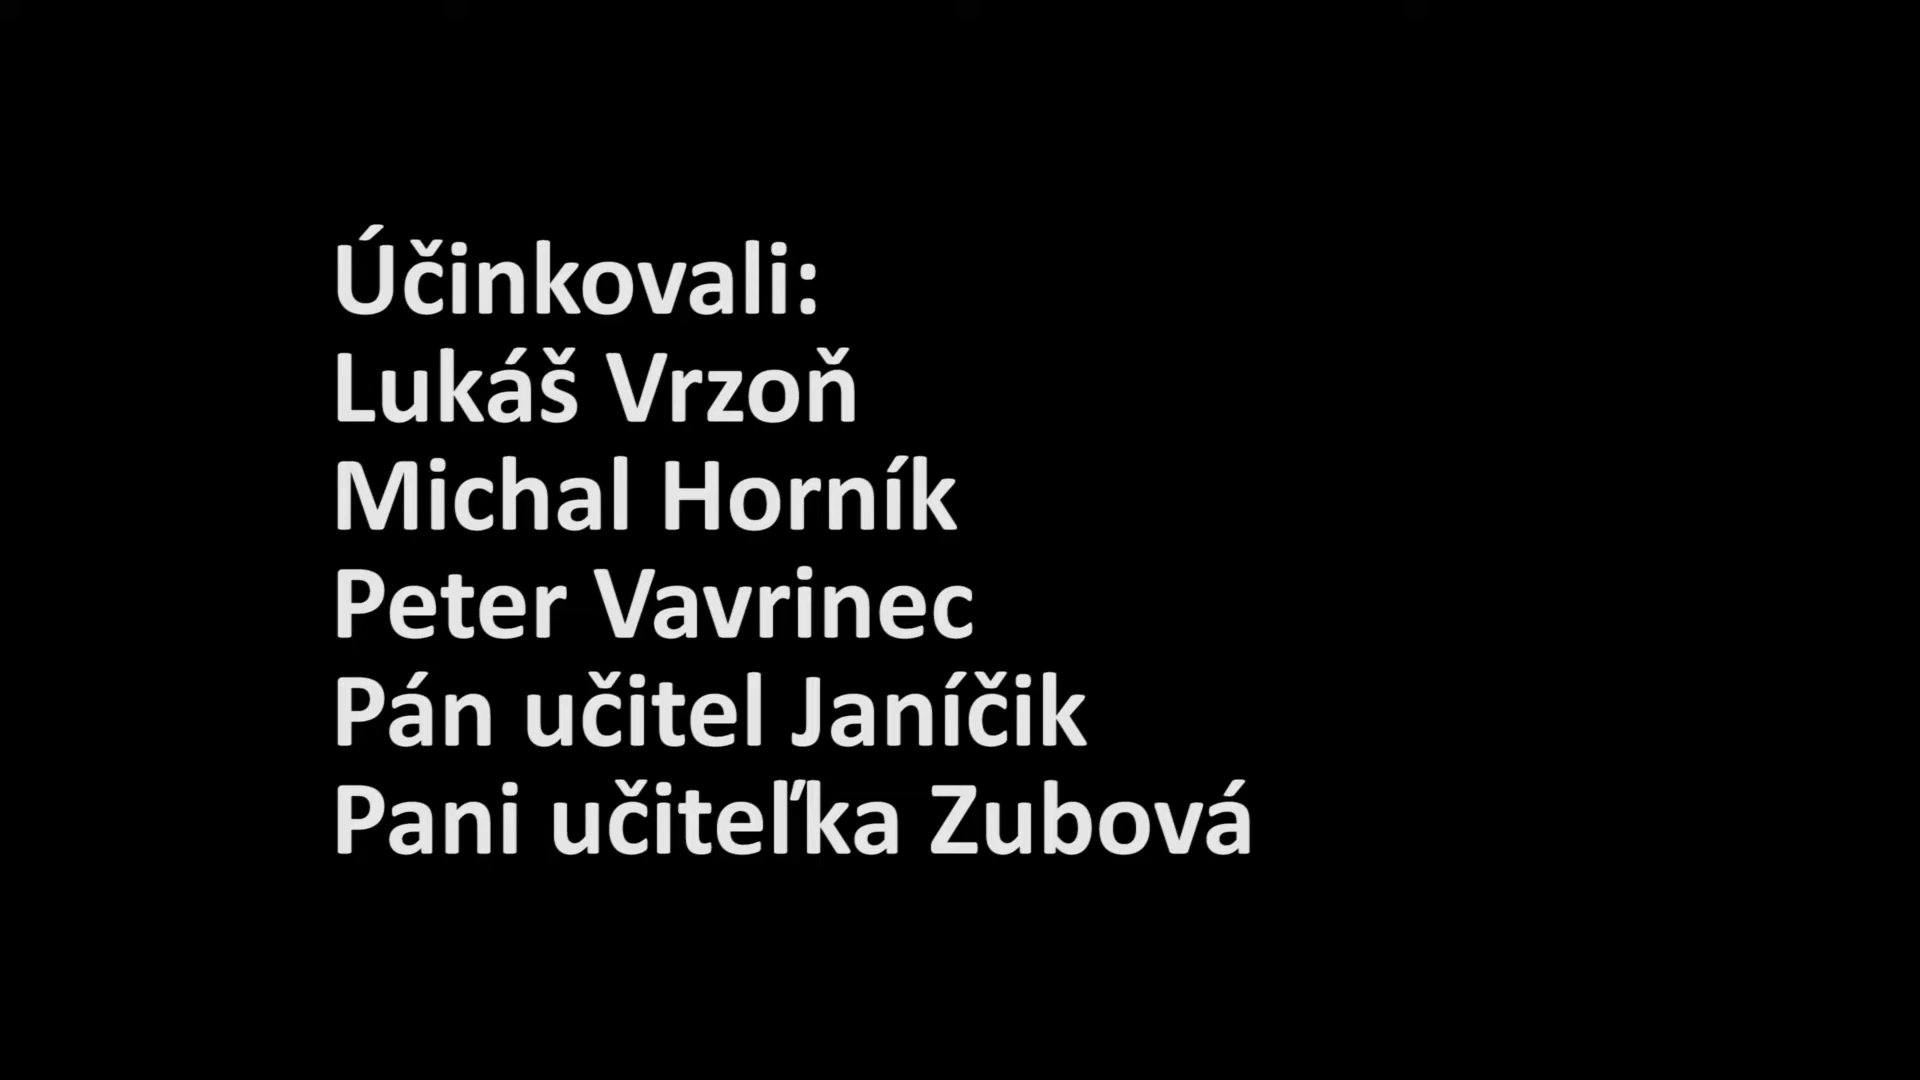 Účinkovali:
Lukáš Vrzoň
Michal Horník
Peter Vavrinec
Pán učitel Janíčik
Pani učiteľka Zubová